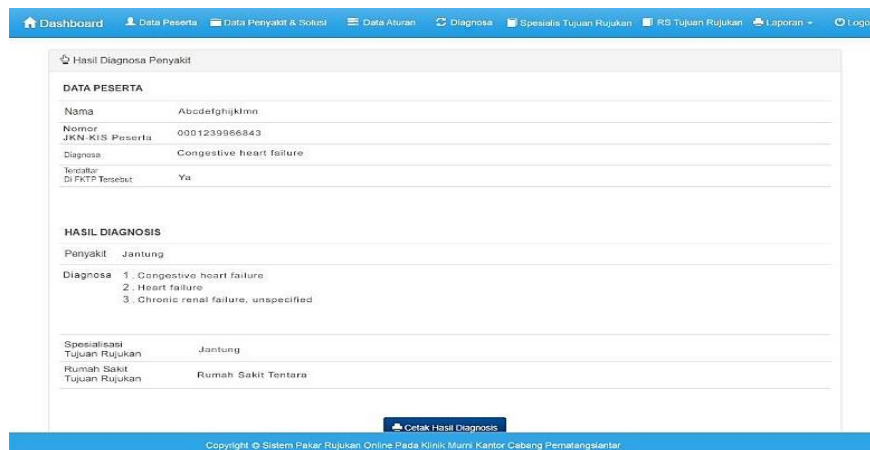 Dashboard Data Peserta Data Penyakit & Solusi Data Aturan Diagnosa Spesialis Tujuan Rujukan RS Tujuan Rujukan Laporan Logo
Hasil Diagnosa Penyakit
DATA PESERTA
Nama Abcdefghijklmn
Nomor
JKN-KIS Peserta 0001239986843
Diagnosa Congestive heart failure
Terdaftar
Di FKTP Tersebut Ya
HASIL DIAGNOSIS
Penyakit Jantung
Diagnosa 1. Congestive heart failure
2. Heart failure
3. Chronic renal failure, unspecified
Spesialisasi
Tujuan Rujukan Jantung
Rumah Sakit
Tujuan Rujukan Rumah Sakit Tentara
Cetak Hasil Diagnosis
Copyright © Sistem Pakar Rujukan Online Pada Klinik Murni Kantor Cabang Pematangsiantar